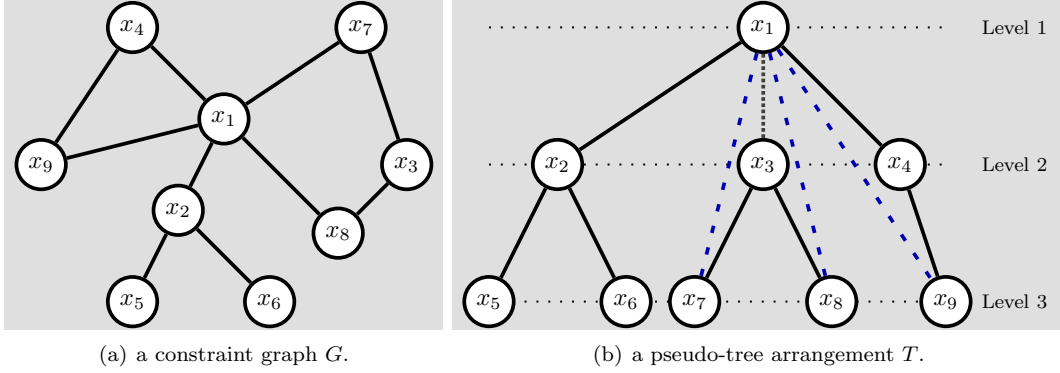 x₄
x₇
x₁
x₉
x₃
x₂
x₈
x₅
x₆
(a) a constraint graph G.
x₁
Level 1
x₂
x₃
x₄
Level 2
x₅
x₆
x₇
x₈
x₉
Level 3
(b) a pseudo-tree arrangement T.